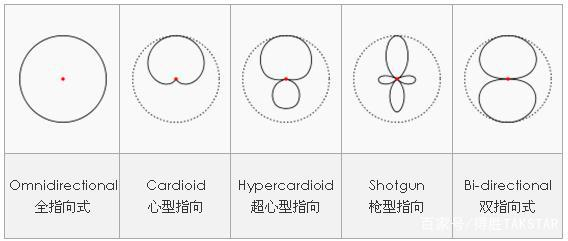 Omnidirectional
全指向式
Cardioid
心型指向
Hypercardioid
超心型指向
Shotgun
枪型指向
Bi-directional
双指向式
百家号/得胜TAKSTAR